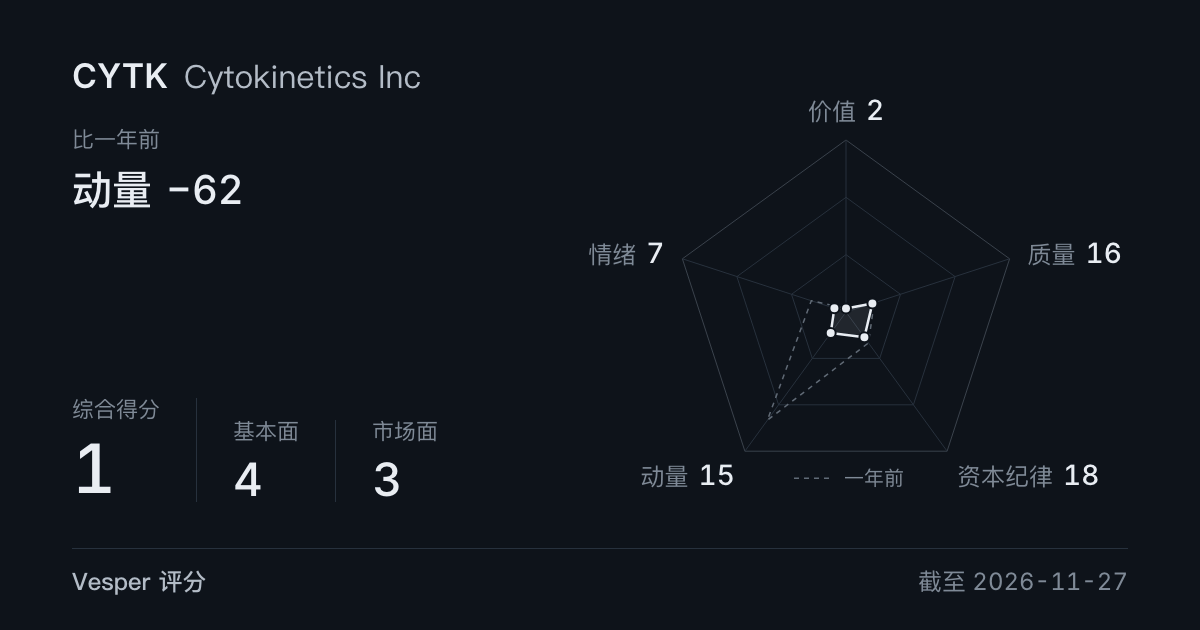 CYTK Cytokinetics Inc
比一年前
动量 −62
价值 2
情绪 7
质量 16
动量 15
一年前
资本纪律 18
综合得分
1
基本面
4
市场面
3
Vesper 评分
截至 2026-11-27